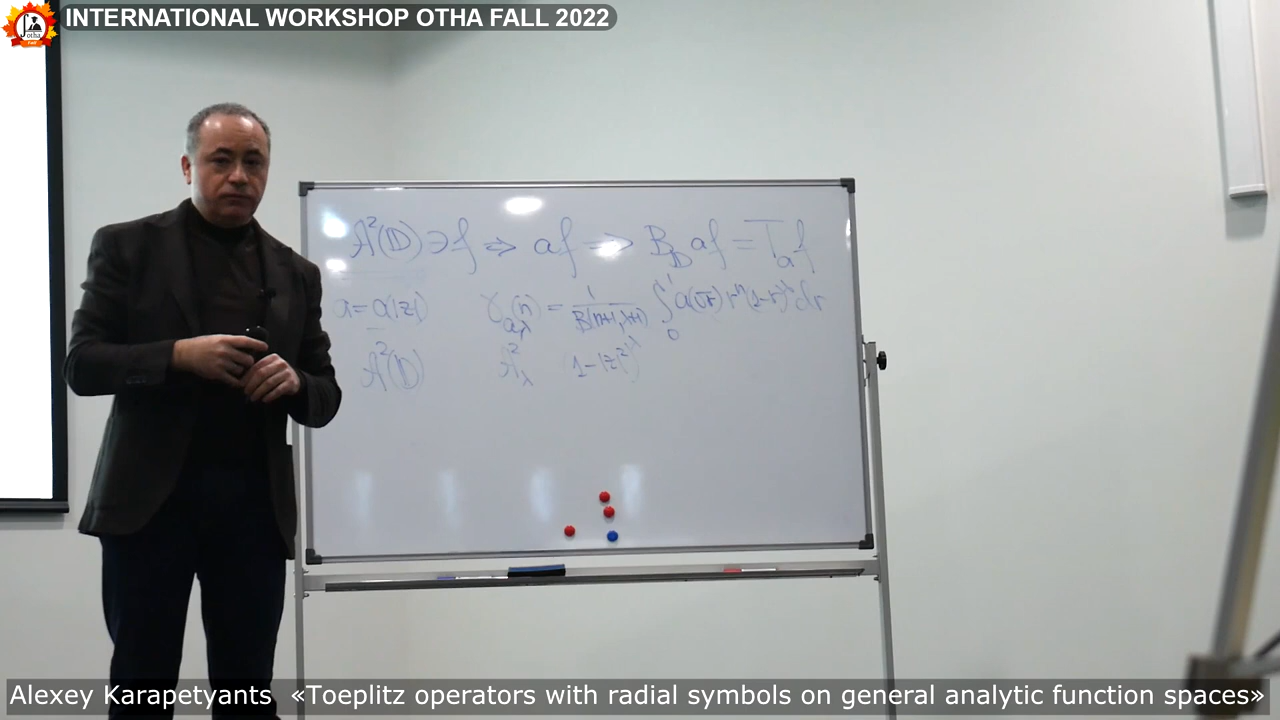 INTERNATIONAL WORKSHOP OTHA FALL 2022
otha
A²(D) ∋ f ⇒ af ⇒ B_D af = T_a f
a = a(|z|) γ_{a,λ}(n) = 1/B(n+1,λ+1) ∫₀¹ a(√r) rⁿ(1-r)^λ dr
A²(D) A²_λ (1-|z|²)^λ
Alexey Karapetyants «Toeplitz operators with radial symbols on general analytic function spaces»